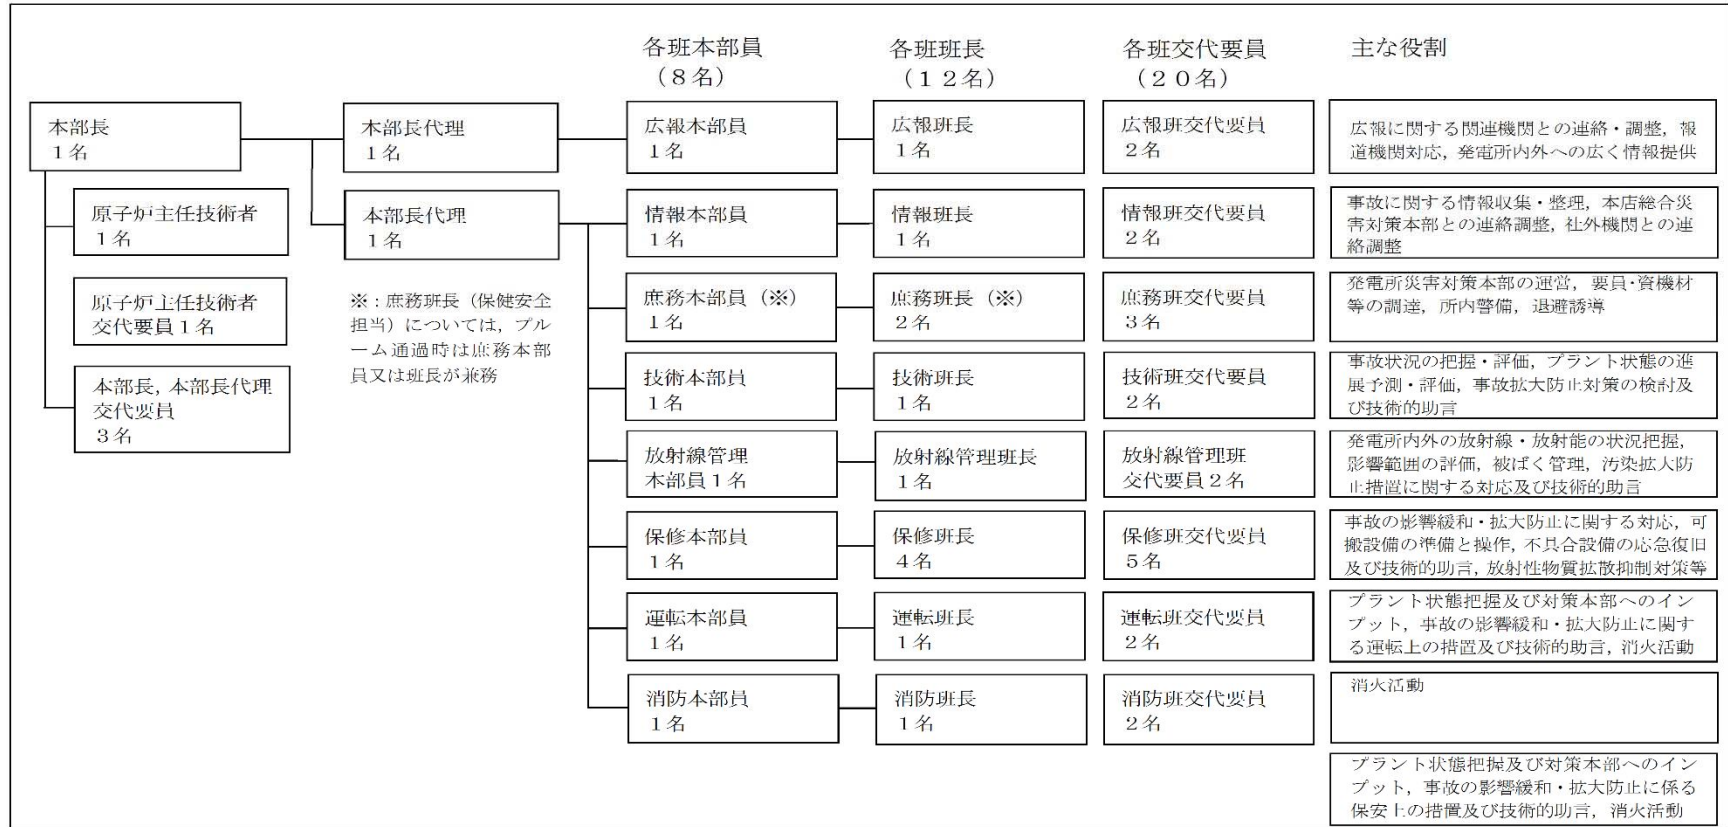 各班本部員
（８名）
各班班長
（１２名）
各班交代要員
（２０名）
主な役割
本部長
１名
原子炉主任技術者
１名
原子炉主任技術者
交代要員１名
本部長，本部長代理
交代要員
３名
本部長代理
１名
本部長代理
１名
※：庶務班長（保健安全
担当）については，プル
ーム通過時は庶務本部
員又は班長が兼務
広報本部員
１名
広報班長
１名
広報班交代要員
２名
広報に関する関連機関との連絡・調整，報
道機関対応，発電所内外への広く情報提供
情報本部員
１名
情報班長
１名
情報班交代要員
２名
事故に関する情報収集・整理，本店総合災
害対策本部との連絡調整，社外機関との連
絡調整
庶務本部員（※）
１名
庶務班長（※）
２名
庶務班交代要員
３名
発電所災害対策本部の運営，要員・資機材
等の調達，所内警備，退避誘導
技術本部員
１名
技術班長
１名
技術班交代要員
２名
事故状況の把握・評価，プラント状態の進
展予測・評価，事故拡大防止対策の検討及
び技術的助言
放射線管理
本部員１名
放射線管理班長
１名
放射線管理班
交代要員２名
発電所内外の放射線・放射能の状況把握，
影響範囲の評価，被ばく管理，汚染拡大防
止措置に関する対応及び技術的助言
保修本部員
１名
保修班長
４名
保修班交代要員
５名
事故の影響緩和・拡大防止に関する対応，可
搬設備の準備と操作，不具合設備の応急復旧
及び技術的助言，放射性物質拡散抑制対策等
運転本部員
１名
運転班長
１名
運転班交代要員
２名
プラント状態把握及び対策本部へのイン
プット，事故の影響緩和・拡大防止に関す
る運転上の措置及び技術的助言，消火活動
消防本部員
１名
消防班長
１名
消防班交代要員
２名
消火活動
プラント状態把握及び対策本部へのイン
プット，事故の影響緩和・拡大防止に係る
保安上の措置及び技術的助言，消火活動